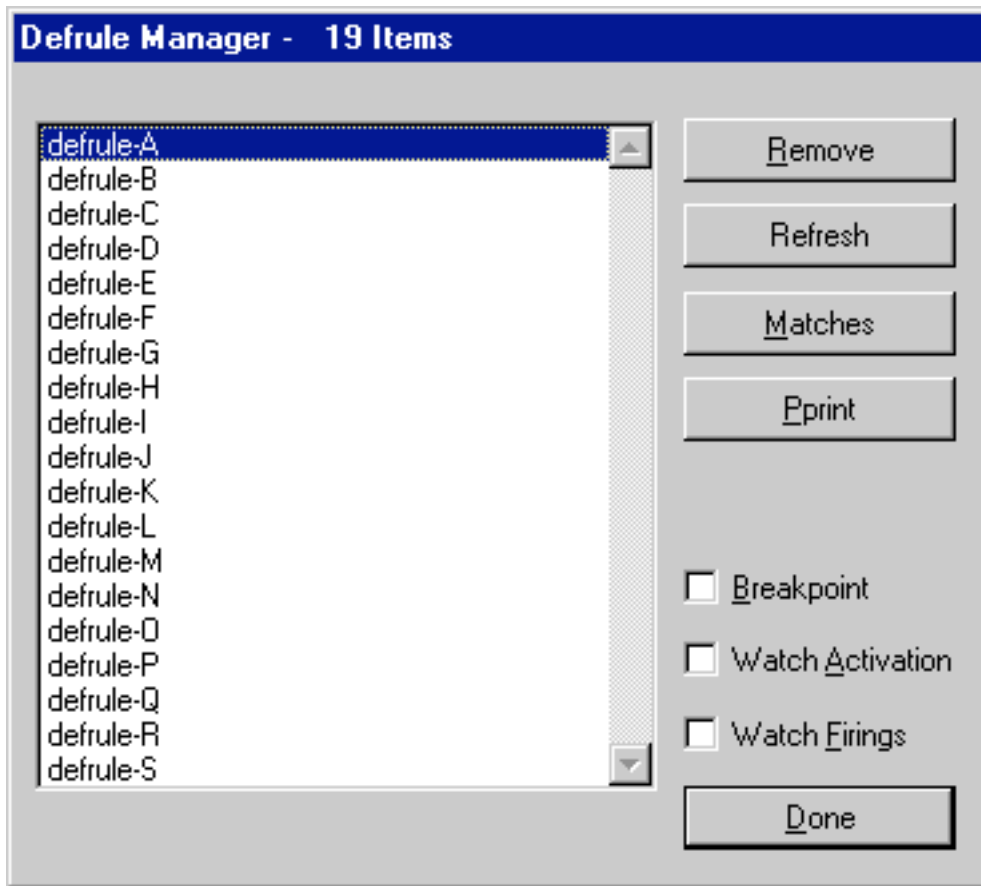 Defrule Manager -   19 Items
defrule-A
defrule-B
defrule-C
defrule-D
defrule-E
defrule-F
defrule-G
defrule-H
defrule-I
defrule-J
defrule-K
defrule-L
defrule-M
defrule-N
defrule-O
defrule-P
defrule-Q
defrule-R
defrule-S
Remove
Refresh
Matches
Pprint
Breakpoint
Watch Activation
Watch Firings
Done